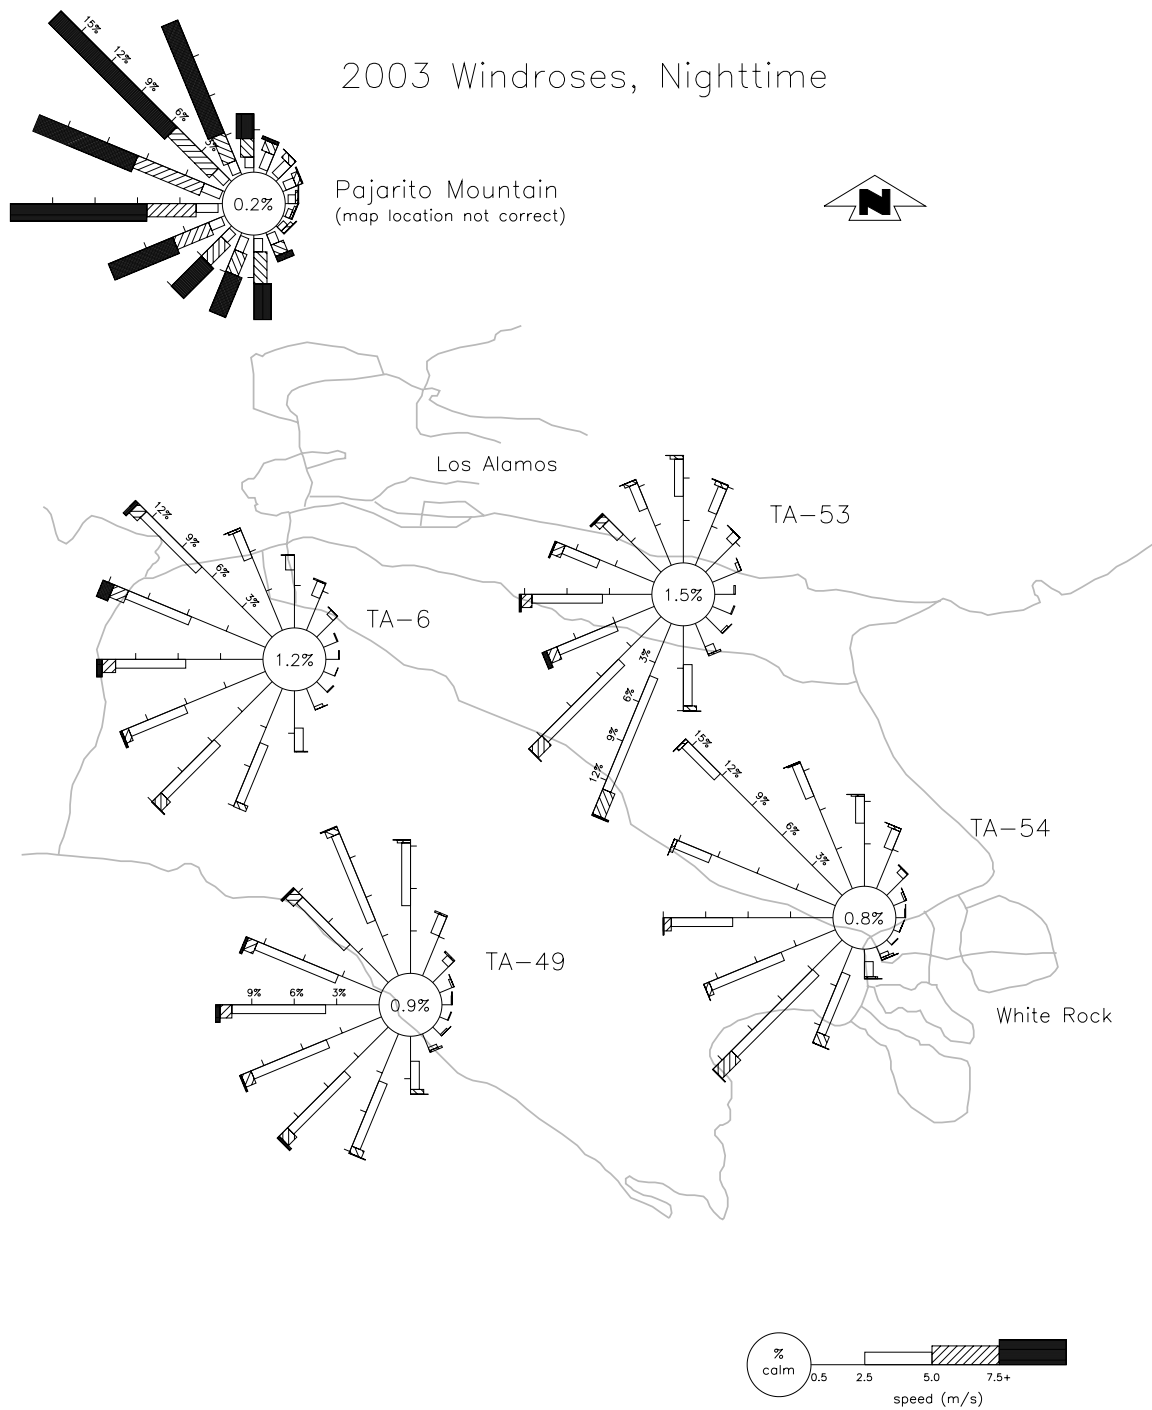 2003 Windroses, Nighttime
15%
12%
9%
6%
3%
0.2%
Pajarito Mountain
(map location not correct)
N
Los Alamos
TA-53
1.5%
3%
6%
9%
12%
12%
9%
6%
3%
TA-6
1.2%
15%
12%
9%
6%
3%
TA-54
0.8%
TA-49
9% 6% 3%
0.9%
White Rock
%
calm
0.5 2.5 5.0 7.5+
speed (m/s)